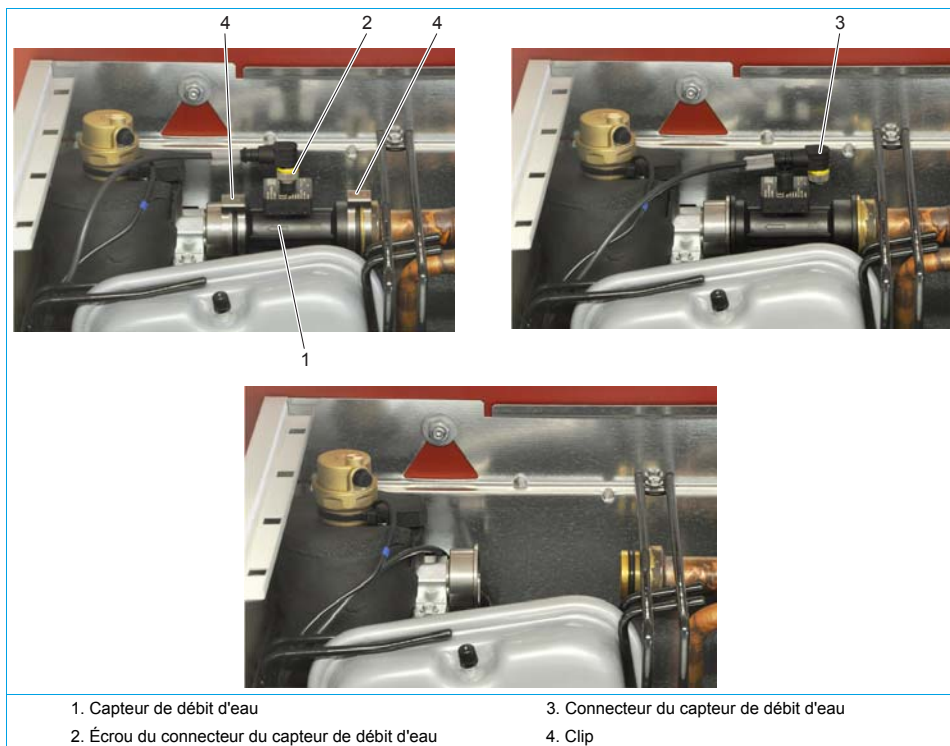 4 2 4 3
1
1. Capteur de débit d'eau 3. Connecteur du capteur de débit d'eau
2. Écrou du connecteur du capteur de débit d'eau 4. Clip